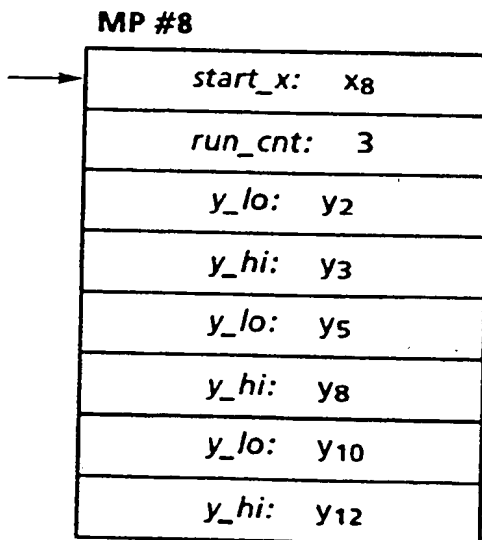 MP #8
start_x: x8
run_cnt: 3
y_lo: y2
y_hi: y3
y_lo: y5
y_hi: y8
y_lo: y10
y_hi: y12